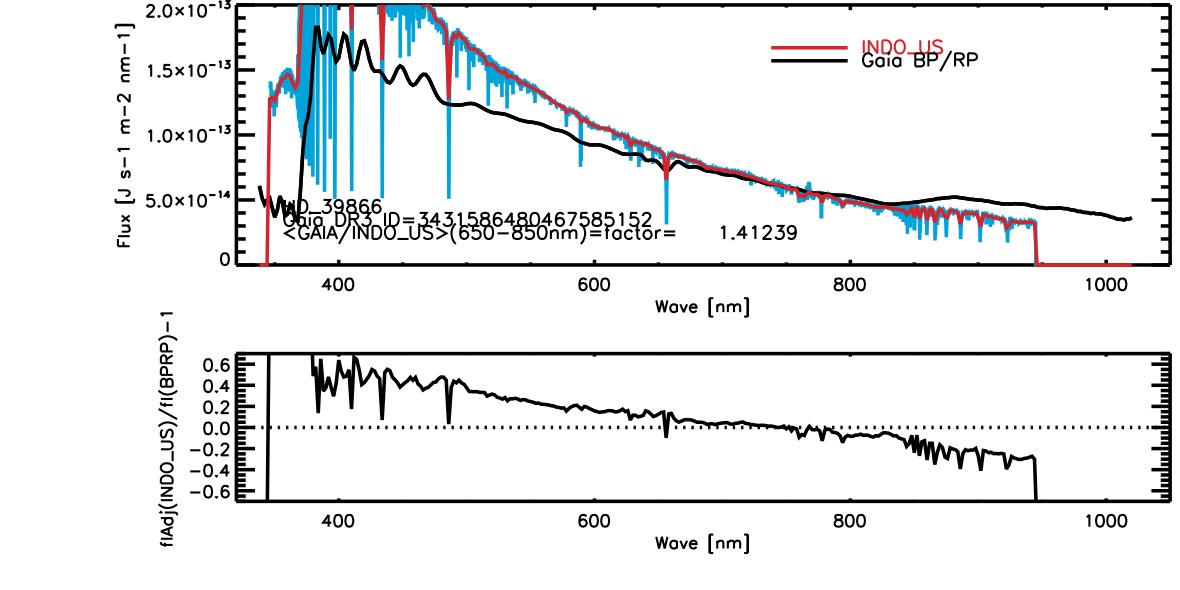 2.0×10−13
1.5×10−13
1.0×10−13
5.0×10−14
0
Flux [J s−1 m−2 nm−1]
INDO_US
Gaia BP/RP
HD_39866
Gaia DR3 ID=3431586480467585152
<GAIA/INDO_US>(650−850nm)=factor= 1.41239
400 600 800 1000
Wave [nm]
flAdj(INDO_US)/fl(BPRP)−1
0.6
0.4
0.2
0.0
−0.2
−0.4
−0.6
400 600 800 1000
Wave [nm]